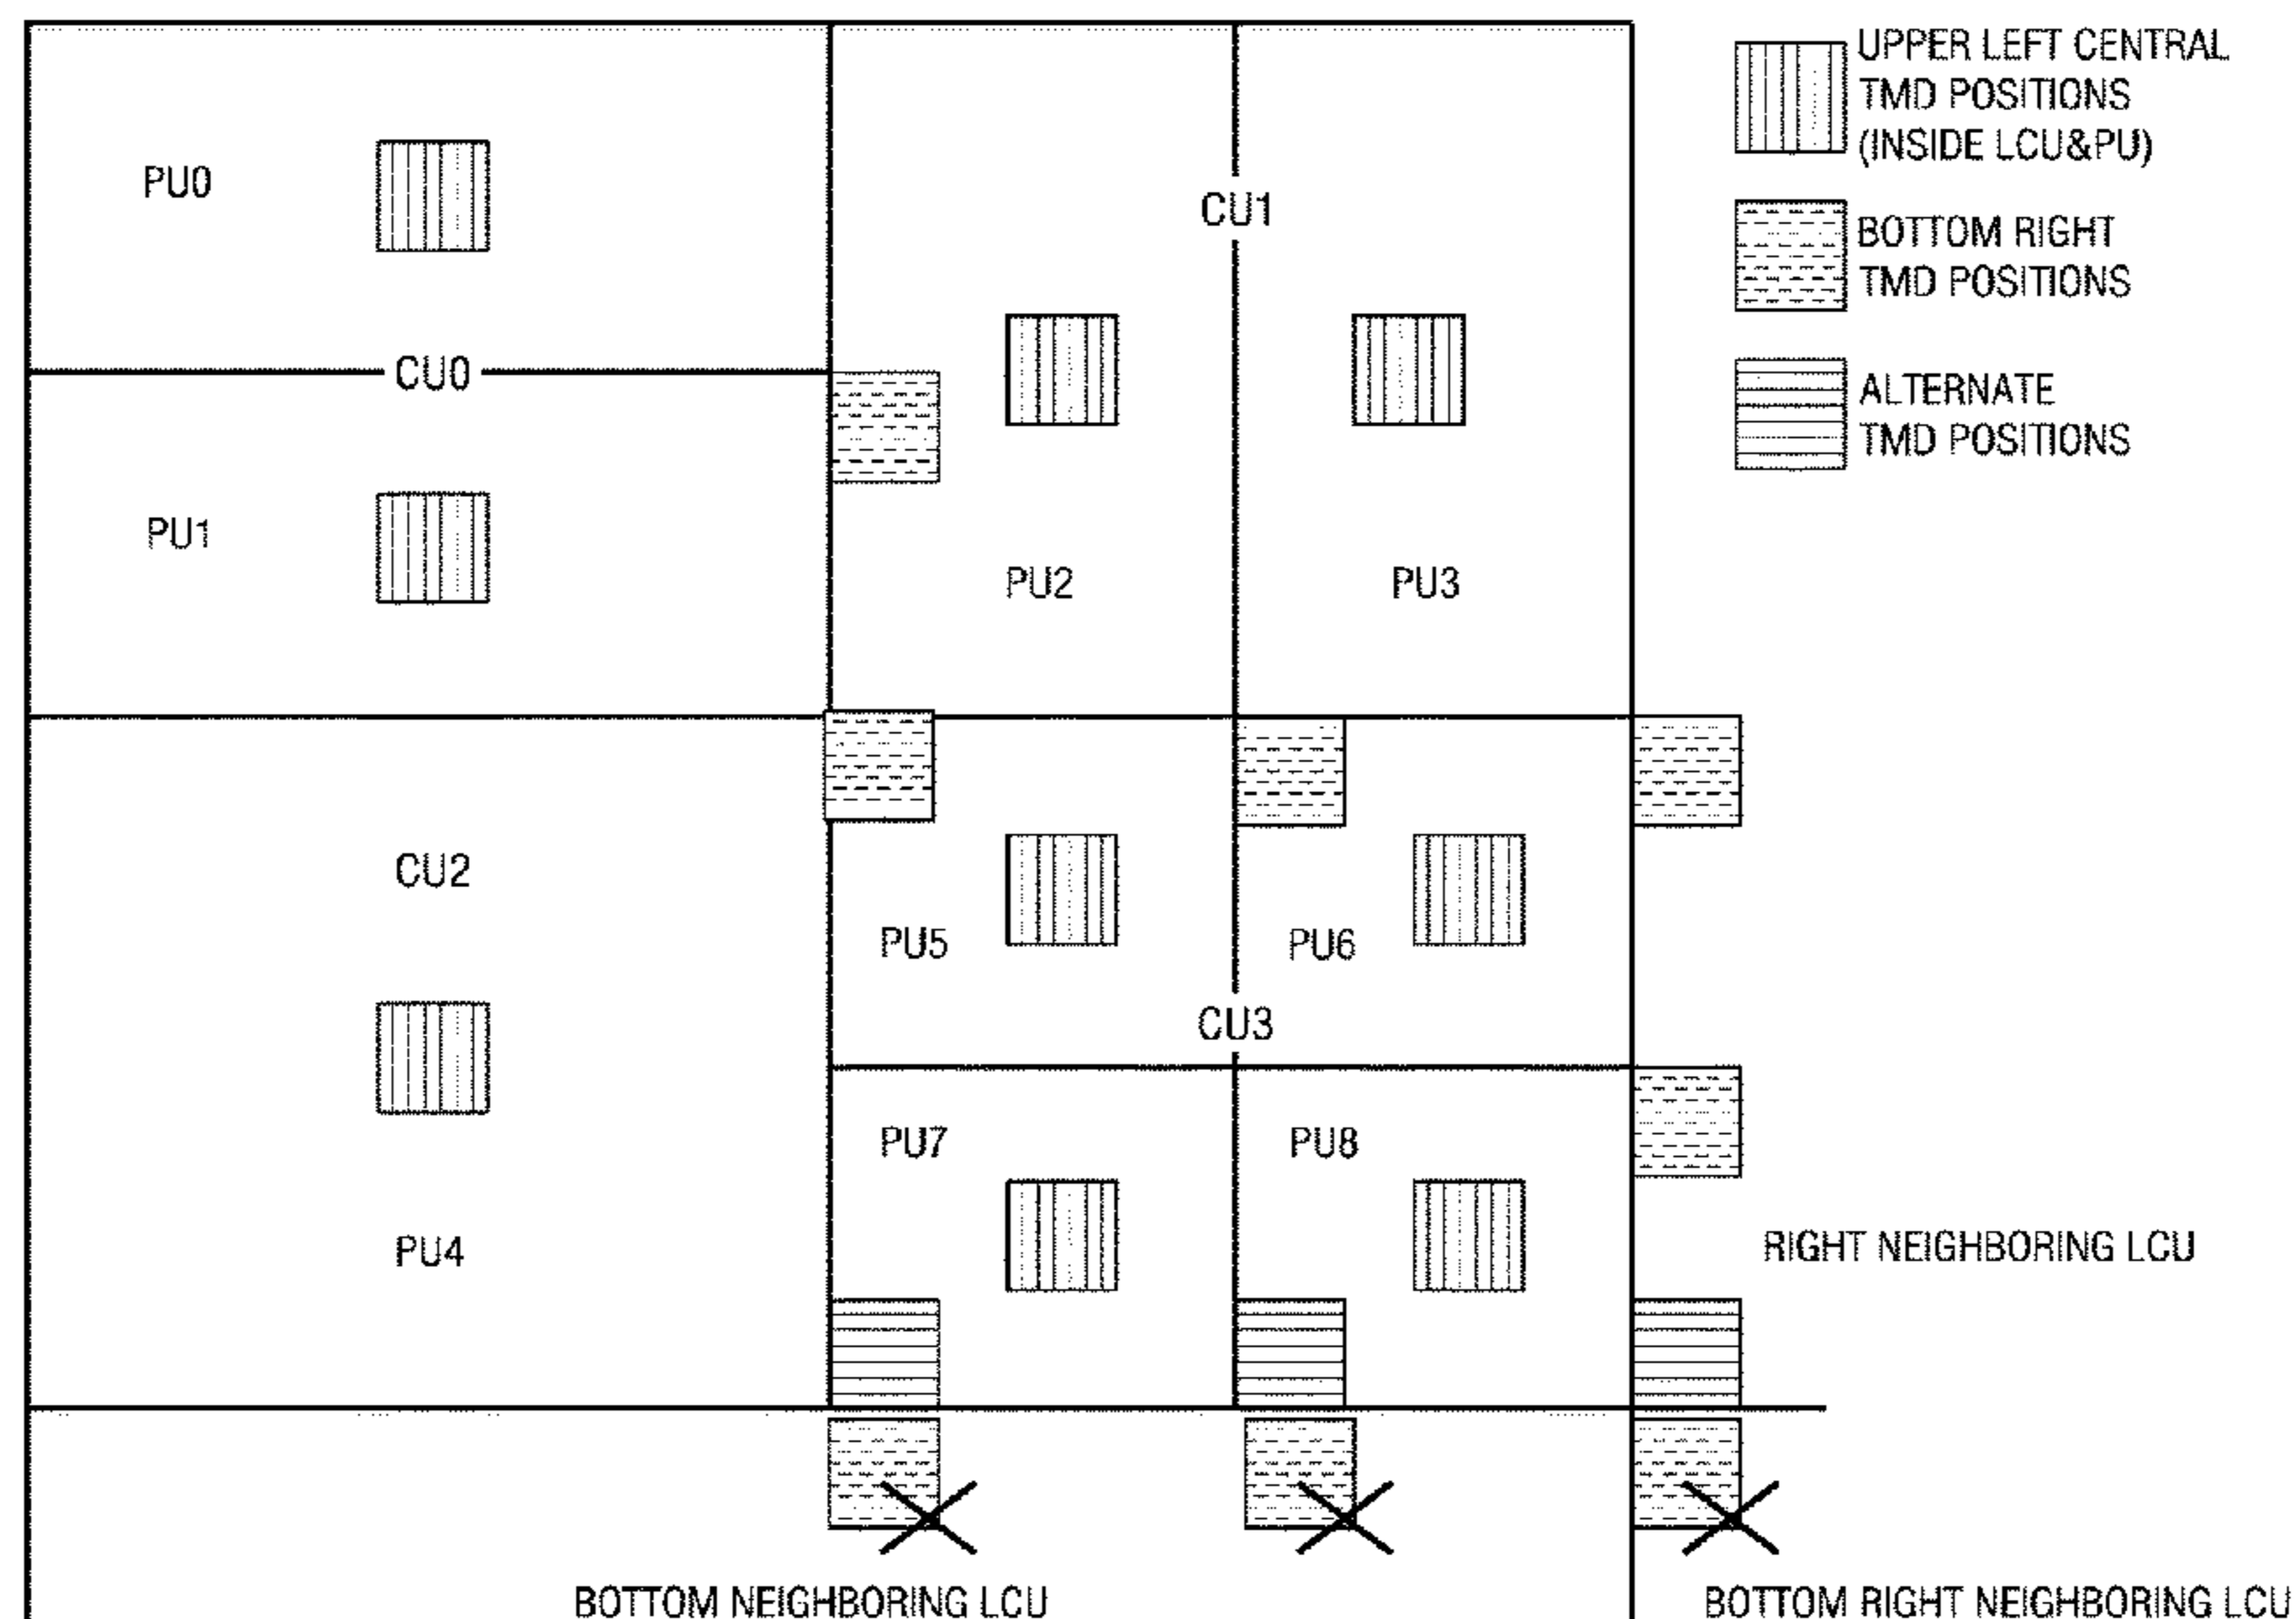 UPPER LEFT CENTRAL
TMD POSITIONS
(INSIDE LCU&PU)
BOTTOM RIGHT
TMD POSITIONS
ALTERNATE
TMD POSITIONS
PU0
CU1
CU0
PU1
PU2
PU3
CU2
PU5
PU6
CU3
PU7
PU8
PU4
RIGHT NEIGHBORING LCU
BOTTOM NEIGHBORING LCU
BOTTOM RIGHT NEIGHBORING LCU